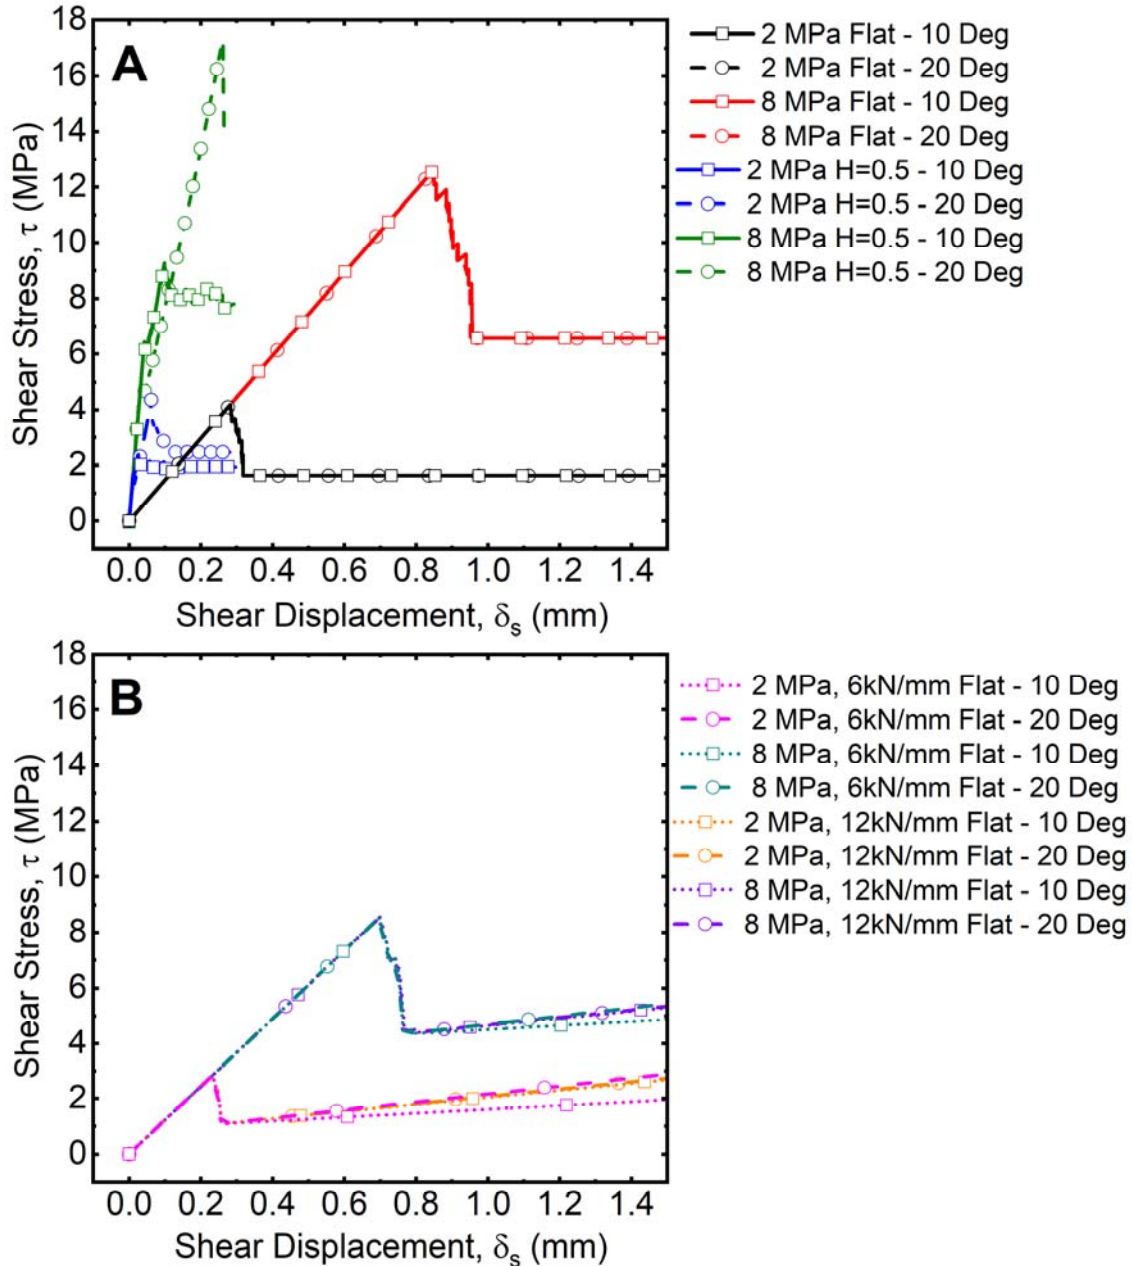 A
Shear Stress, τ (MPa)
18
16
14
12
10
8
6
4
2
0
0.0 0.2 0.4 0.6 0.8 1.0 1.2 1.4
Shear Displacement, δs (mm)
2 MPa Flat - 10 Deg
2 MPa Flat - 20 Deg
8 MPa Flat - 10 Deg
8 MPa Flat - 20 Deg
2 MPa H=0.5 - 10 Deg
2 MPa H=0.5 - 20 Deg
8 MPa H=0.5 - 10 Deg
8 MPa H=0.5 - 20 Deg
B
Shear Stress, τ (MPa)
18
16
14
12
10
8
6
4
2
0
0.0 0.2 0.4 0.6 0.8 1.0 1.2 1.4
Shear Displacement, δs (mm)
2 MPa, 6kN/mm Flat - 10 Deg
2 MPa, 6kN/mm Flat - 20 Deg
8 MPa, 6kN/mm Flat - 10 Deg
8 MPa, 6kN/mm Flat - 20 Deg
2 MPa, 12kN/mm Flat - 10 Deg
2 MPa, 12kN/mm Flat - 20 Deg
8 MPa, 12kN/mm Flat - 10 Deg
8 MPa, 12kN/mm Flat - 20 Deg